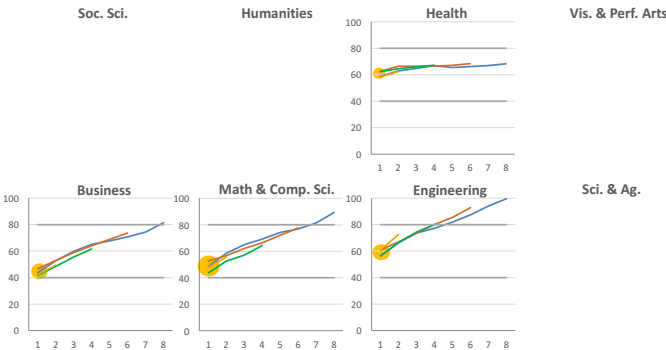 Soc. Sci. Humanities Health Vis. & Perf. Arts
100
80
60
40
20
0
1 2 3 4 5 6 7 8
Business Math & Comp. Sci. Engineering Sci. & Ag.
100 100 100
80 80 80
60 60 60
40 40 40
20 20 20
0 0 0
1 2 3 4 5 6 7 8 1 2 3 4 5 6 7 8 1 2 3 4 5 6 7 8